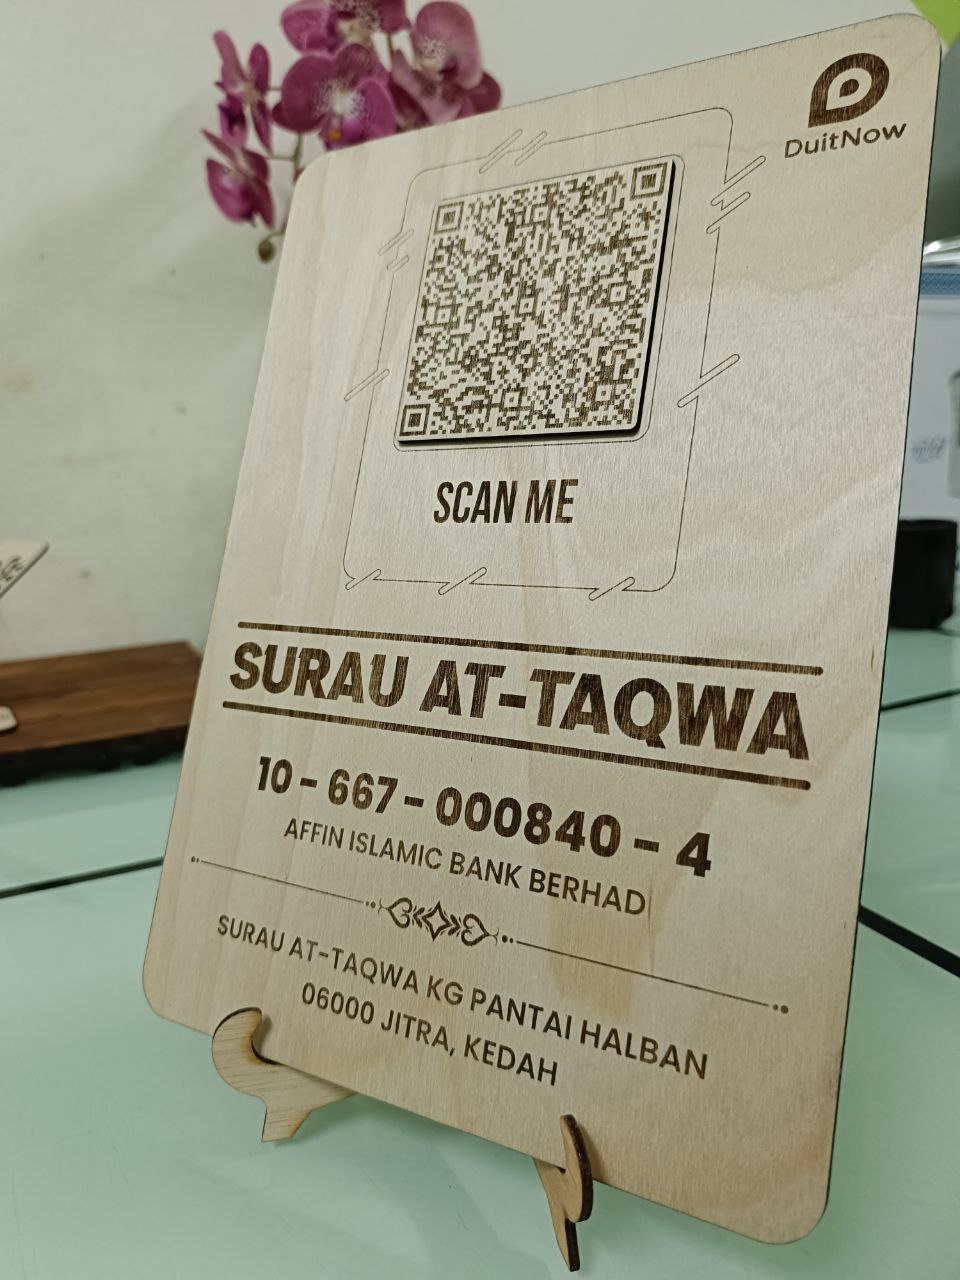 DuitNow
SCAN ME
SURAU AT-TAQWA
10 - 667 - 000840 - 4
AFFIN ISLAMIC BANK BERHAD
SURAU AT-TAQWA KG PANTAI HALBAN
06000 JITRA, KEDAH